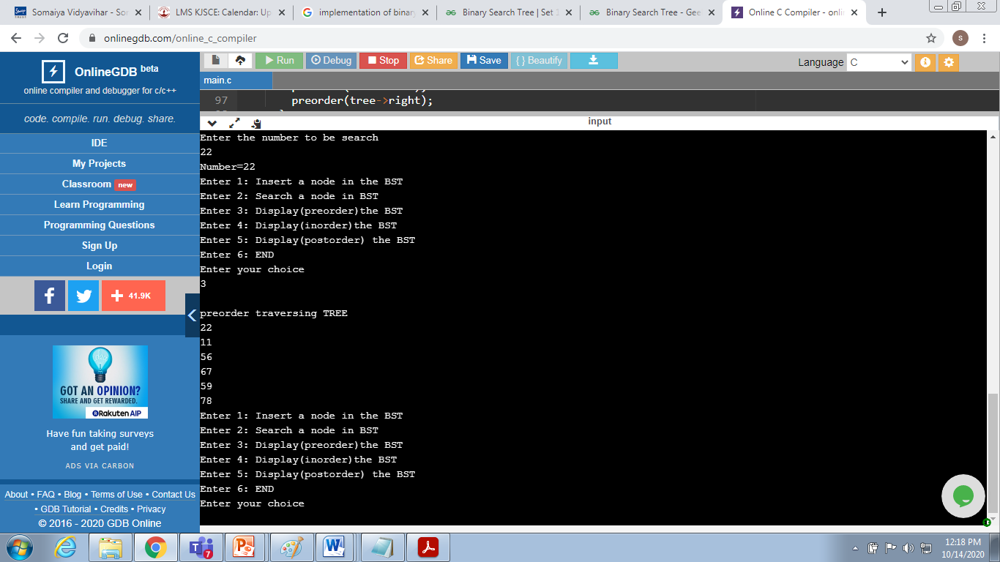 Somaiya Vidyavihar - Son
LMS KJSCE: Calendar: Up
implementation of binary
Binary Search Tree | Set 1
Binary Search Tree - Gee
Online C Compiler - onlin
onlinegdb.com/online_c_compiler
s
OnlineGDB beta
online compiler and debugger for c/c++
code. compile. run. debug. share.
IDE
My Projects
Classroom new
Learn Programming
Programming Questions
Sign Up
Login
41.9K
GOT AN OPINION?
SHARE AND GET REWARDED.
Rakuten AIP
Have fun taking surveys
and get paid!
ADS VIA CARBON
About • FAQ • Blog • Terms of Use • Contact Us
• GDB Tutorial • Credits • Privacy
© 2016 - 2020 GDB Online
Run Debug Stop Share Save { } Beautify
Language C
main.c
97 preorder(tree->right);
input
Enter the number to be search
22
Number=22
Enter 1: Insert a node in the BST
Enter 2: Search a node in BST
Enter 3: Display(preorder)the BST
Enter 4: Display(inorder)the BST
Enter 5: Display(postorder) the BST
Enter 6: END
Enter your choice
3
preorder traversing TREE
22
11
56
67
59
78
Enter 1: Insert a node in the BST
Enter 2: Search a node in BST
Enter 3: Display(preorder)the BST
Enter 4: Display(inorder)the BST
Enter 5: Display(postorder) the BST
Enter 6: END
Enter your choice
7
12:18 PM
10/14/2020